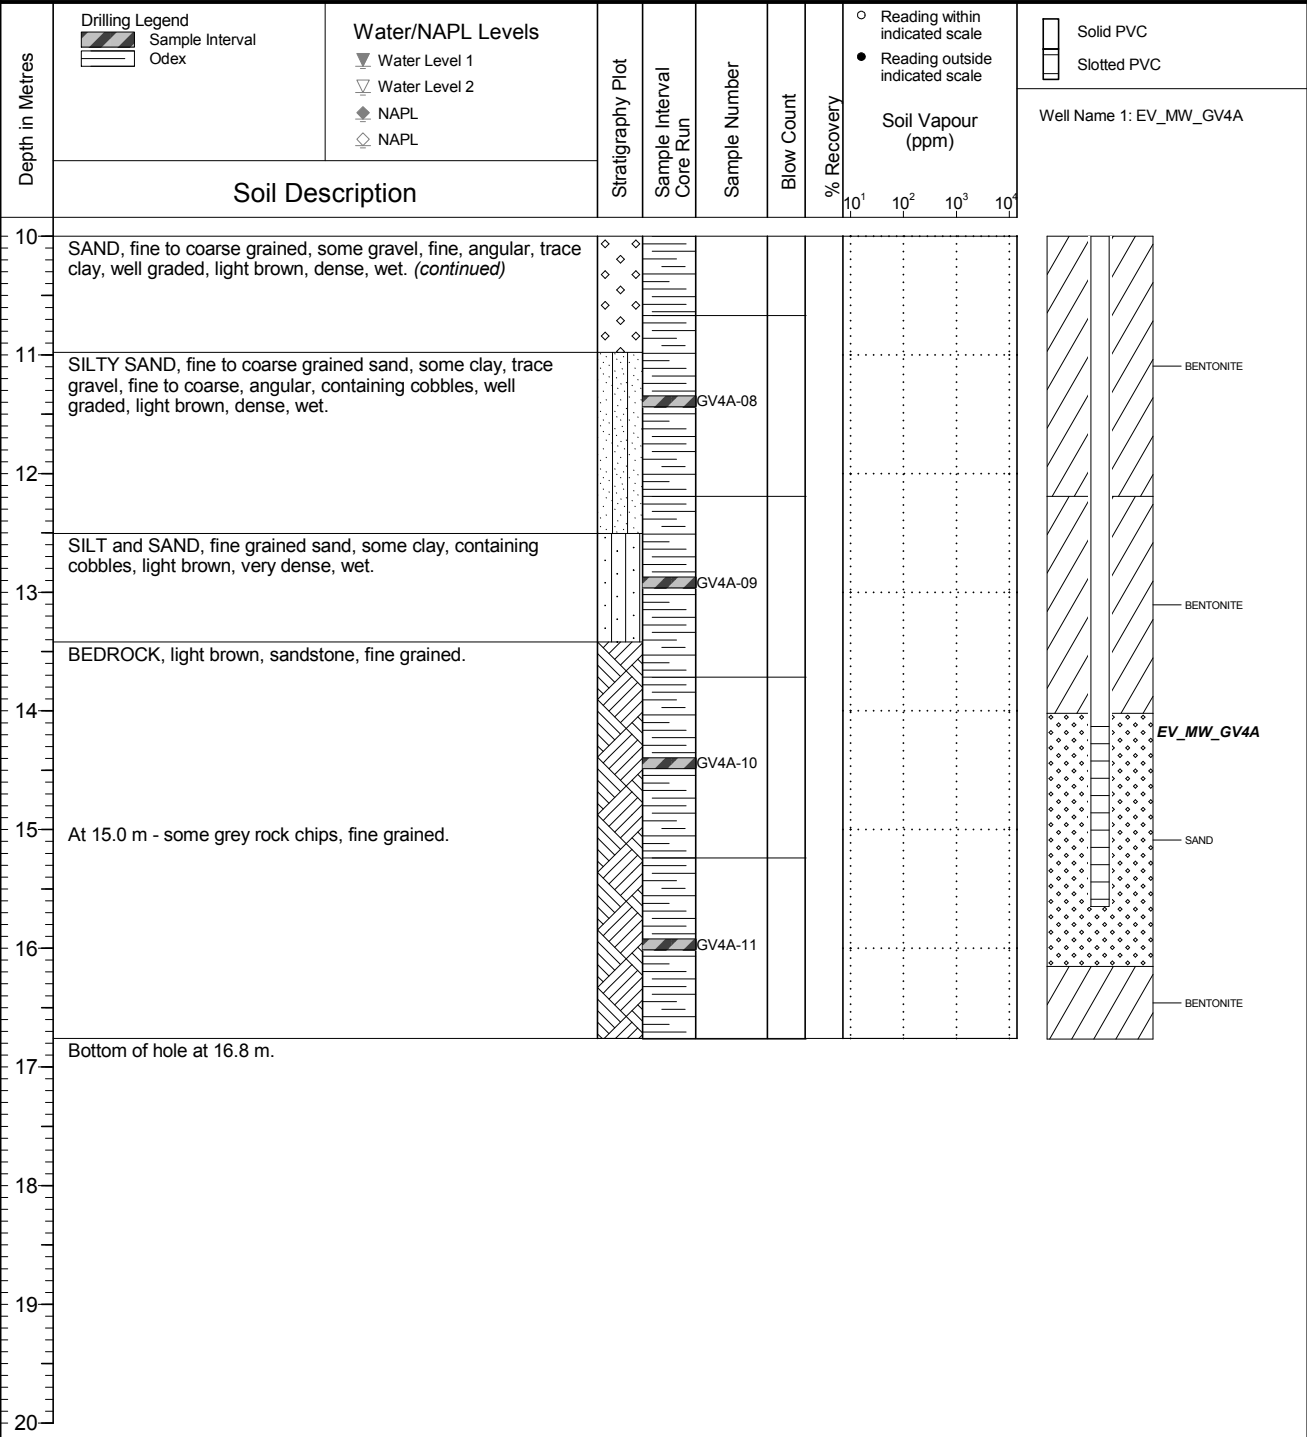 Depth in Metres
Drilling Legend
Sample Interval
Odex
Water/NAPL Levels
Water Level 1
Water Level 2
NAPL
NAPL
Soil Description
Stratigraphy Plot
Sample Interval
Core Run
Sample Number
Blow Count
% Recovery
Reading within
indicated scale
Reading outside
indicated scale
Soil Vapour
(ppm)
10¹ 10² 10³ 10⁴
Solid PVC
Slotted PVC
Well Name 1: EV_MW_GV4A
10
SAND, fine to coarse grained, some gravel, fine, angular, trace
clay, well graded, light brown, dense, wet. (continued)
11
SILTY SAND, fine to coarse grained sand, some clay, trace
gravel, fine to coarse, angular, containing cobbles, well
graded, light brown, dense, wet.
BENTONITE
GV4A-08
12
SILT and SAND, fine grained sand, some clay, containing
cobbles, light brown, very dense, wet.
GV4A-09
13
BENTONITE
BEDROCK, light brown, sandstone, fine grained.
14
EV_MW_GV4A
GV4A-10
15
At 15.0 m - some grey rock chips, fine grained.
SAND
GV4A-11
16
BENTONITE
Bottom of hole at 16.8 m.
17
18
19
20